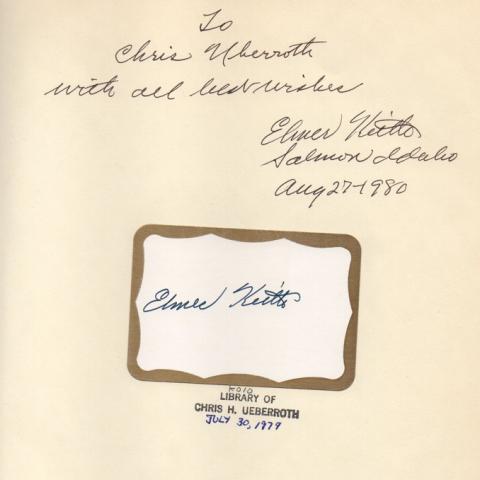 To
Chris Uberroth
with all best wishes
Elmer Keith
Salmon Idaho
Aug 27-1980
Elmer Keith
LIBRARY OF
CHRIS H. UEBERROTH
JULY 30, 1979